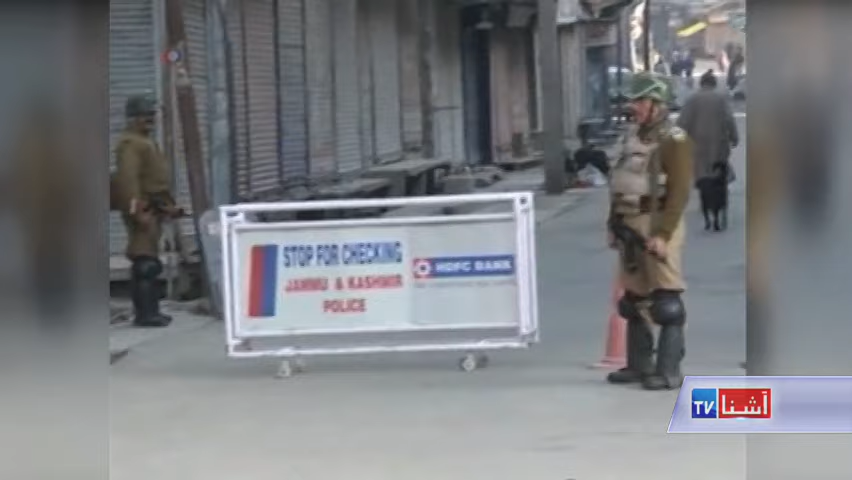 STOP FOR CHECKING
JAMMU & KASHMIR
POLICE
HDFC BANK
TV آشنا